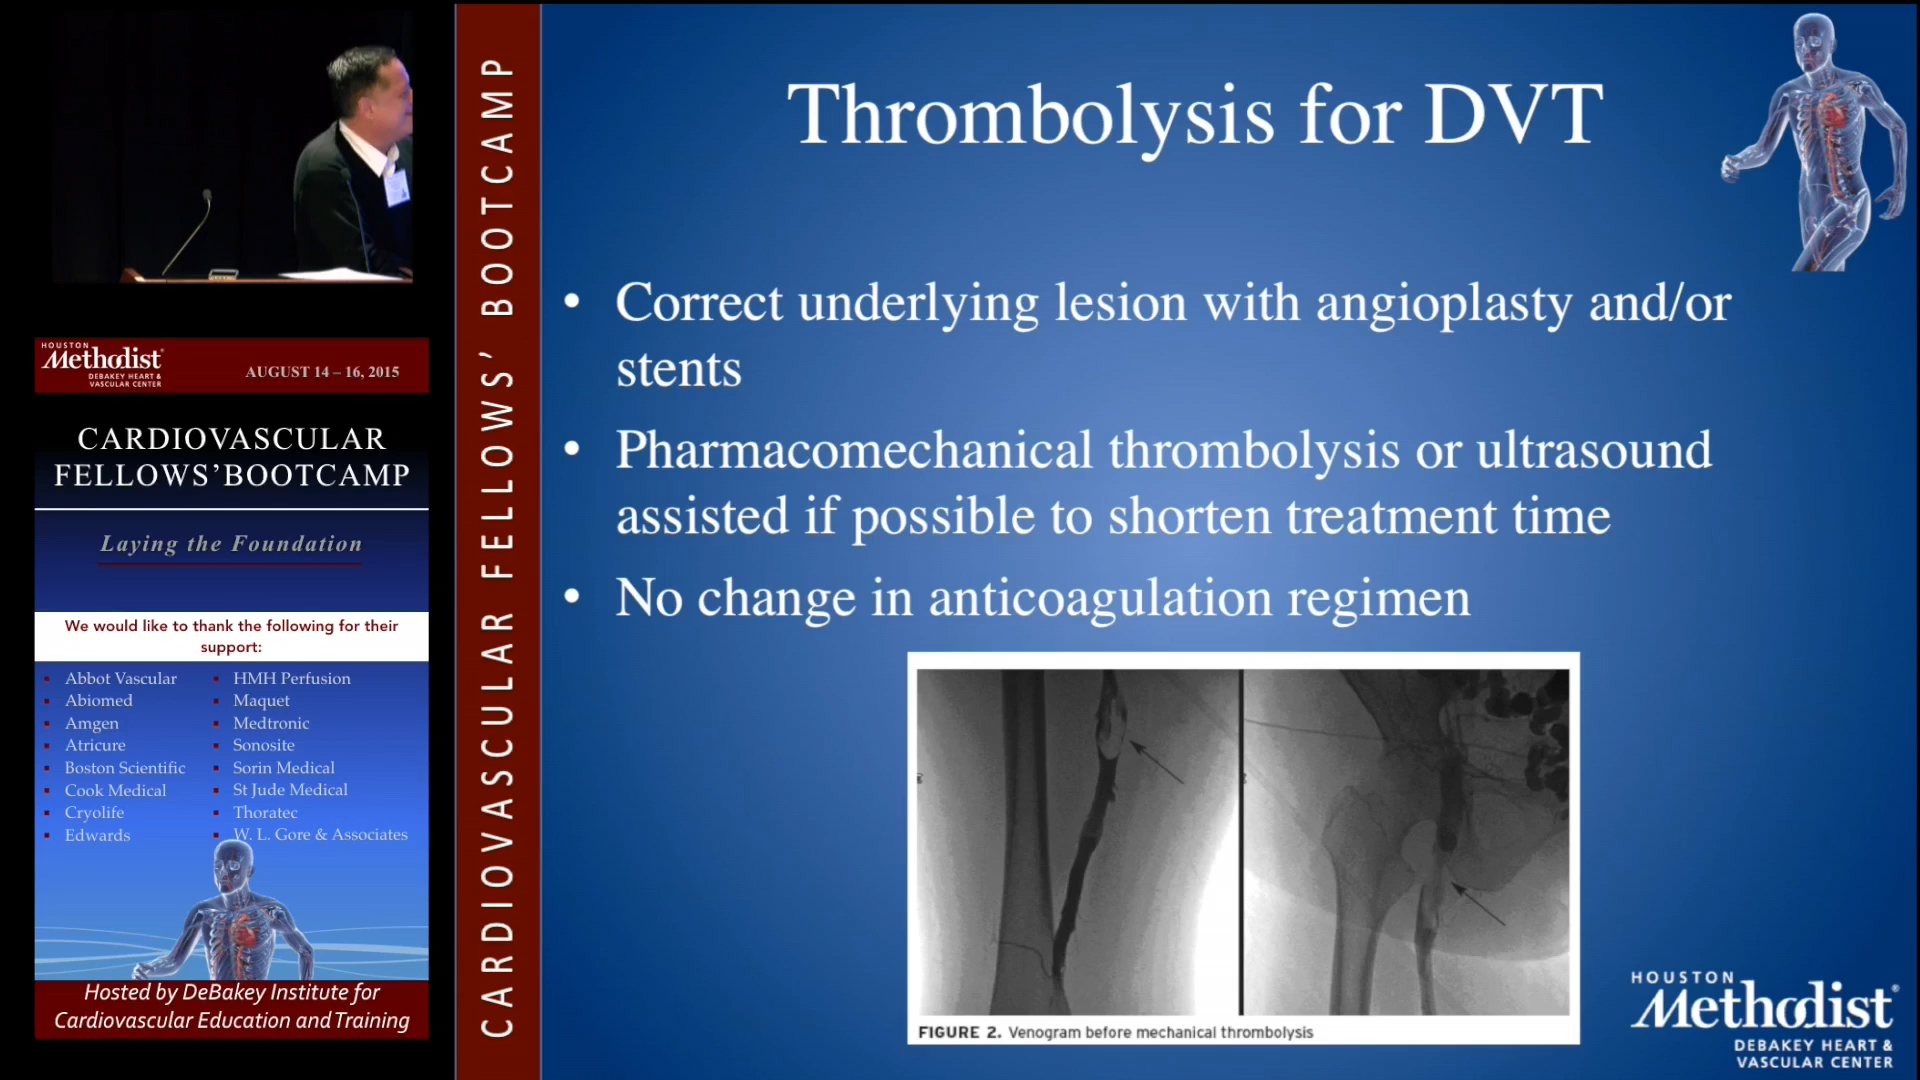 HOUSTON
Methodist
DEBAKEY HEART &
VASCULAR CENTER
AUGUST 14 – 16, 2015
CARDIOVASCULAR
FELLOWS’BOOTCAMP
Laying the Foundation
We would like to thank the following for their
support:
Abbot Vascular
Abiomed
Amgen
Atricure
Boston Scientific
Cook Medical
Cryolife
Edwards
HMH Perfusion
Maquet
Medtronic
Sonosite
Sorin Medical
St Jude Medical
Thoratec
W. L. Gore & Associates
Hosted by DeBakey Institute for
Cardiovascular Education and Training
CARDIOVASCULAR FELLOWS’ BOOTCAMP
Thrombolysis for DVT
• Correct underlying lesion with angioplasty and/or
stents
• Pharmacomechanical thrombolysis or ultrasound
assisted if possible to shorten treatment time
• No change in anticoagulation regimen
FIGURE 2. Venogram before mechanical thrombolysis
HOUSTON
Methodist
DEBAKEY HEART &
VASCULAR CENTER